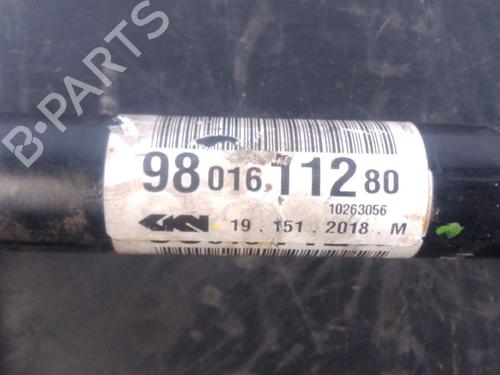 B-PARTS
98 016 112 80
10263056
GKN 19 . 151 . 2018 . M